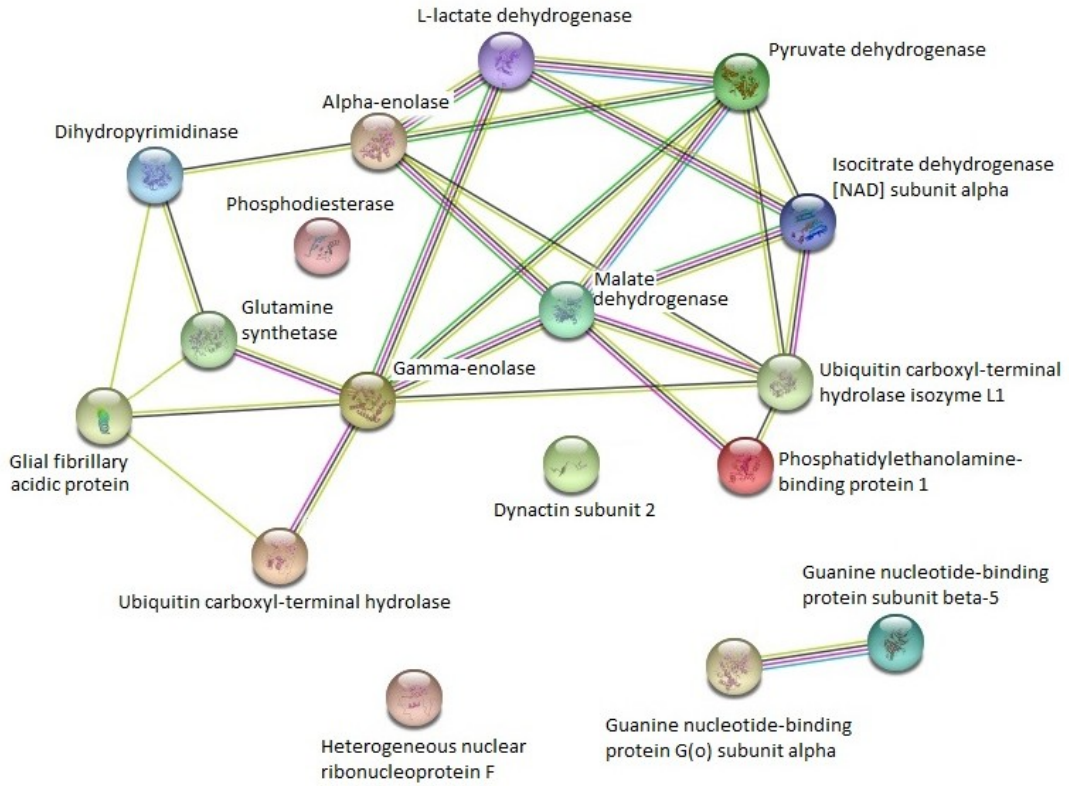 L-lactate dehydrogenase
Pyruvate dehydrogenase
Alpha-enolase
Dihydropyrimidinase
Isocitrate dehydrogenase
[NAD] subunit alpha
Phosphodiesterase
Malate
dehydrogenase
Glutamine
synthetase
Gamma-enolase
Ubiquitin carboxyl-terminal
hydrolase isozyme L1
Glial fibrillary
acidic protein
Phosphatidylethanolamine-
binding protein 1
Dynactin subunit 2
Ubiquitin carboxyl-terminal hydrolase
Guanine nucleotide-binding
protein subunit beta-5
Guanine nucleotide-binding
protein G(o) subunit alpha
Heterogeneous nuclear
ribonucleoprotein F